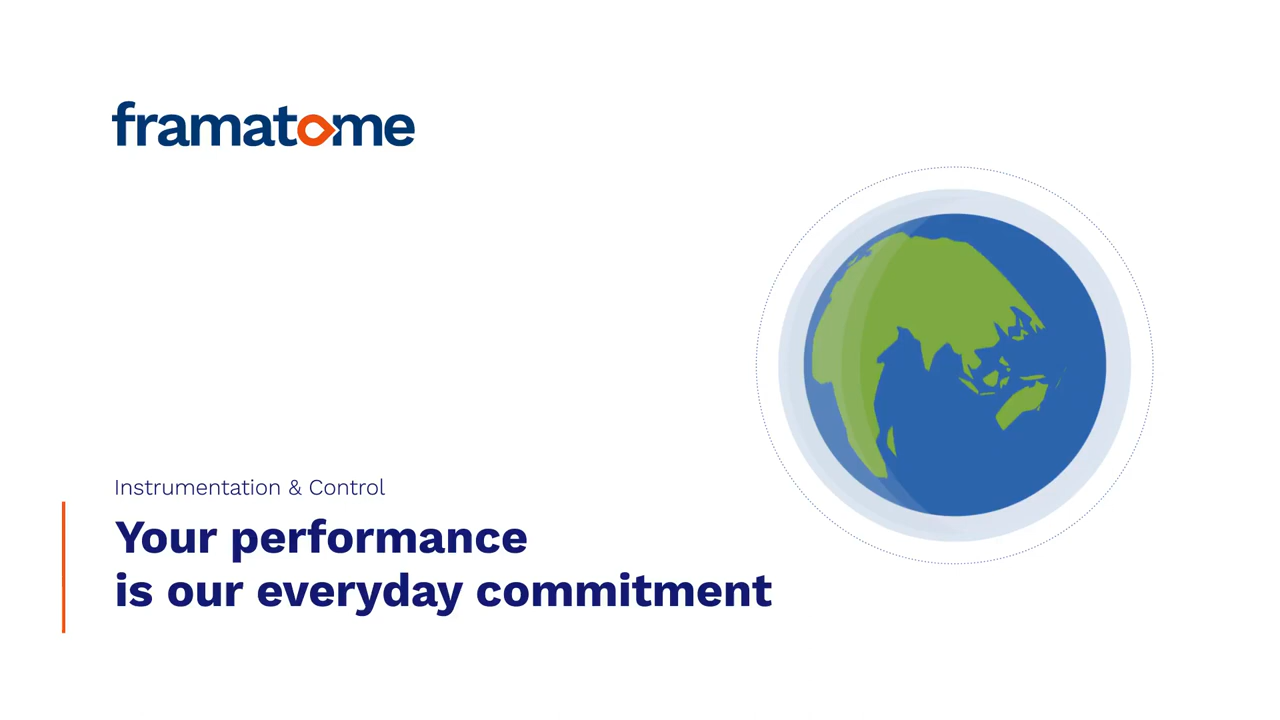 framatome
Instrumentation & Control
Your performance
is our everyday commitment